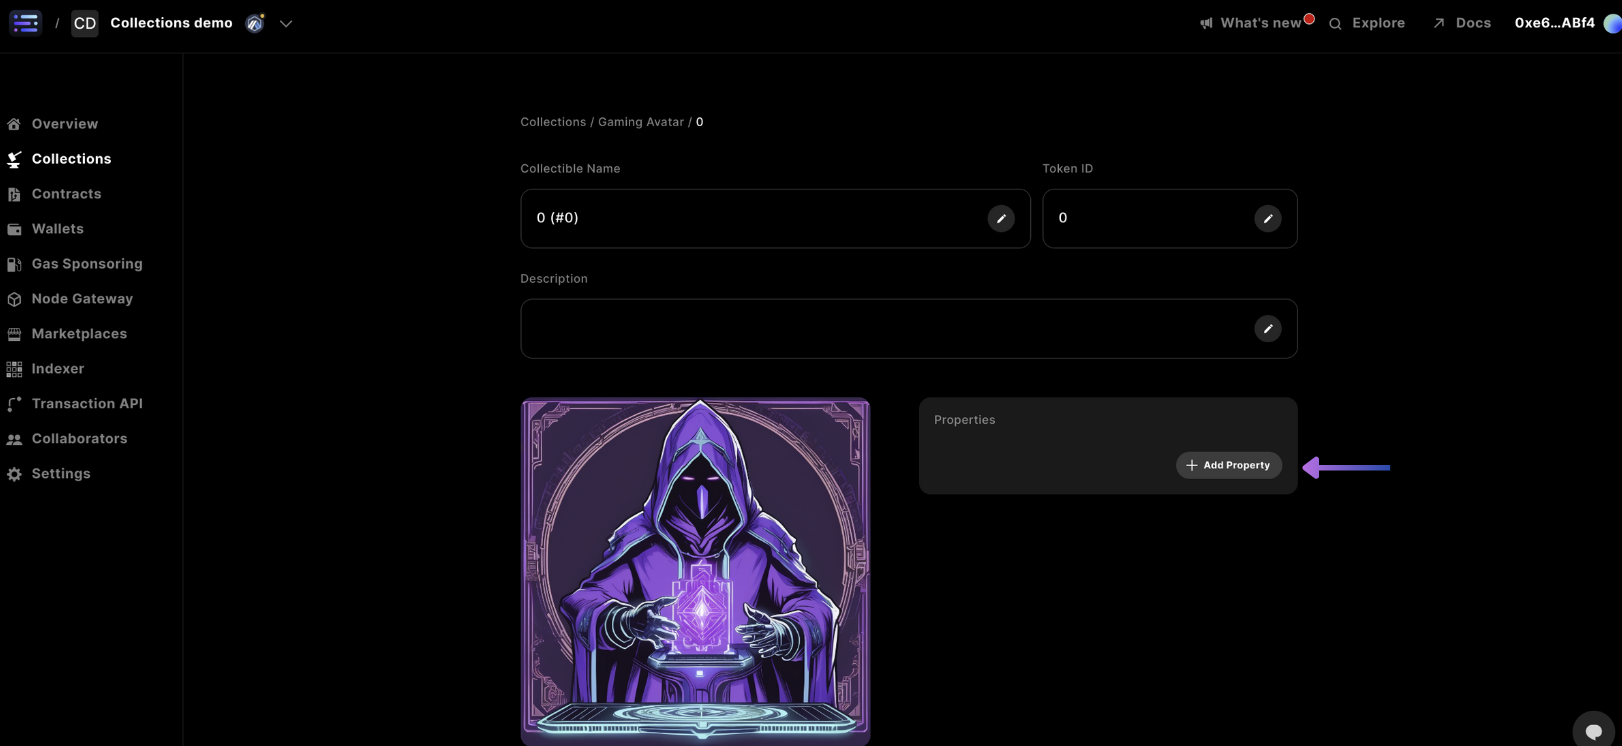 / CD Collections demo
What's new Explore Docs 0xe6...ABf4
Overview
Collections
Contracts
Wallets
Gas Sponsoring
Node Gateway
Marketplaces
Indexer
Transaction API
Collaborators
Settings
Collections / Gaming Avatar / 0
Collectible Name
0 (#0)
Token ID
0
Description
Properties
+ Add Property